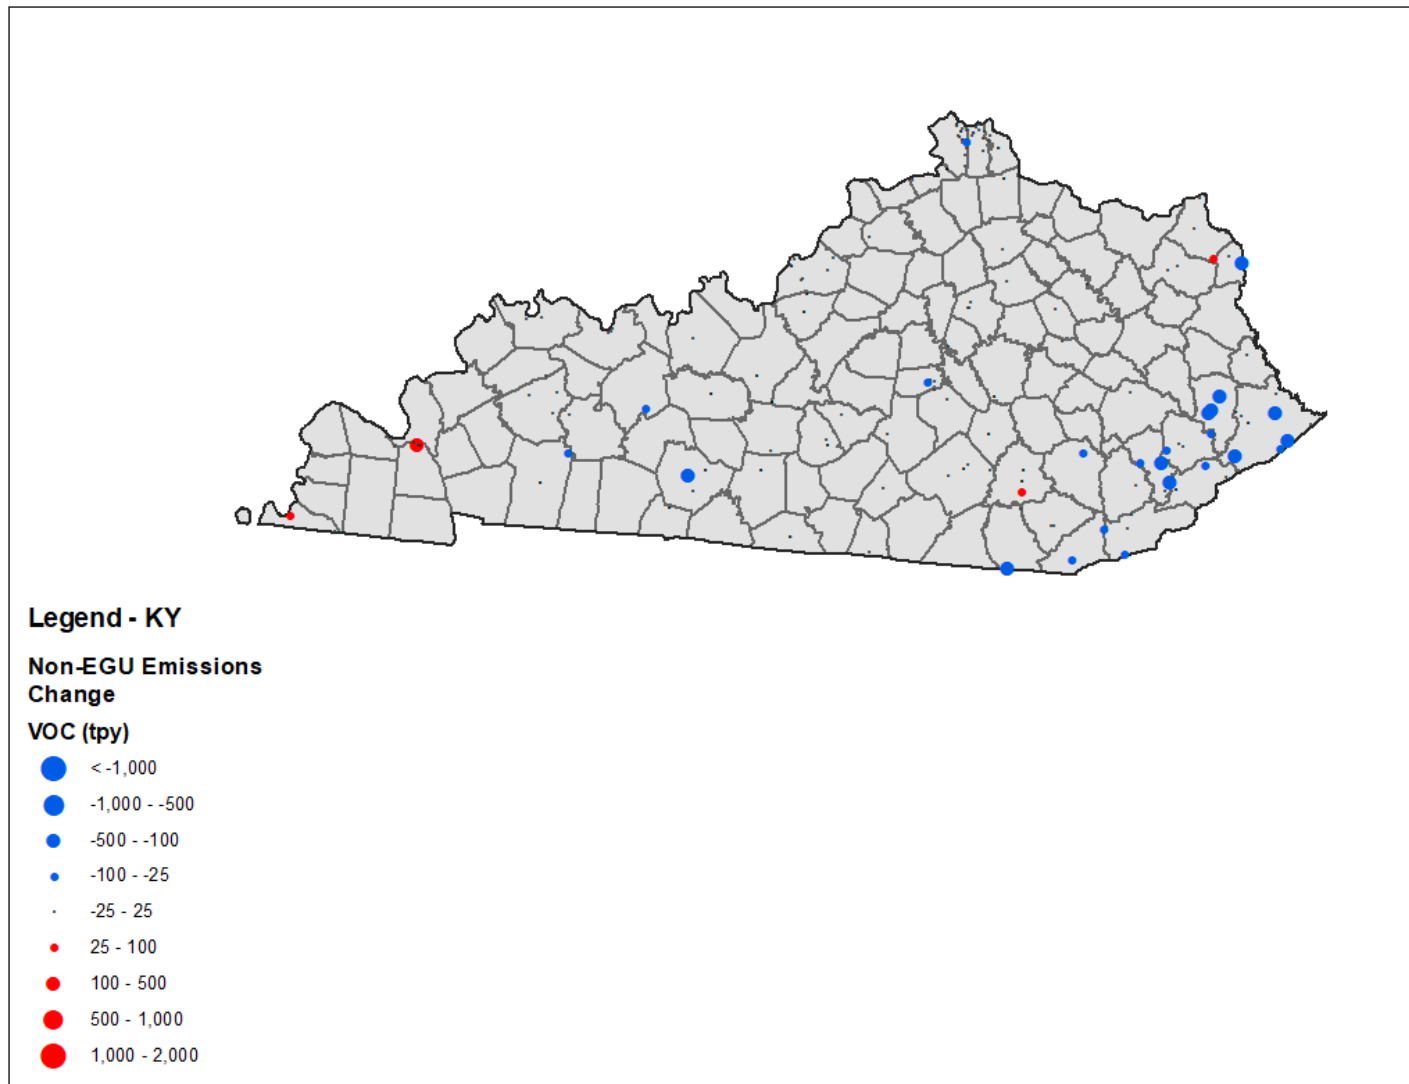 Legend - KY
Non-EGU Emissions
Change
VOC (tpy)
< -1,000
-1,000 - -500
-500 - -100
-100 - -25
-25 - 25
25 - 100
100 - 500
500 - 1,000
1,000 - 2,000